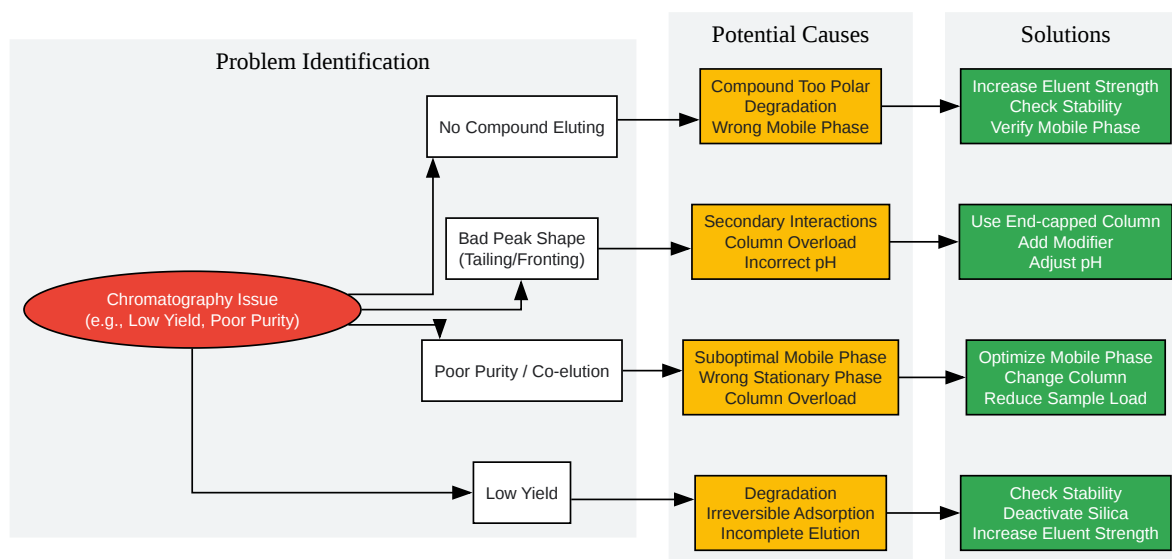 Problem Identification
Potential Causes
Solutions
Chromatography Issue
(e.g., Low Yield, Poor Purity)
No Compound Eluting
Compound Too Polar
Degradation
Wrong Mobile Phase
Increase Eluent Strength
Check Stability
Verify Mobile Phase
Bad Peak Shape
(Tailing/Fronting)
Secondary Interactions
Column Overload
Incorrect pH
Use End-capped Column
Add Modifier
Adjust pH
Poor Purity / Co-elution
Suboptimal Mobile Phase
Wrong Stationary Phase
Column Overload
Optimize Mobile Phase
Change Column
Reduce Sample Load
Low Yield
Degradation
Irreversible Adsorption
Incomplete Elution
Check Stability
Deactivate Silica
Increase Eluent Strength